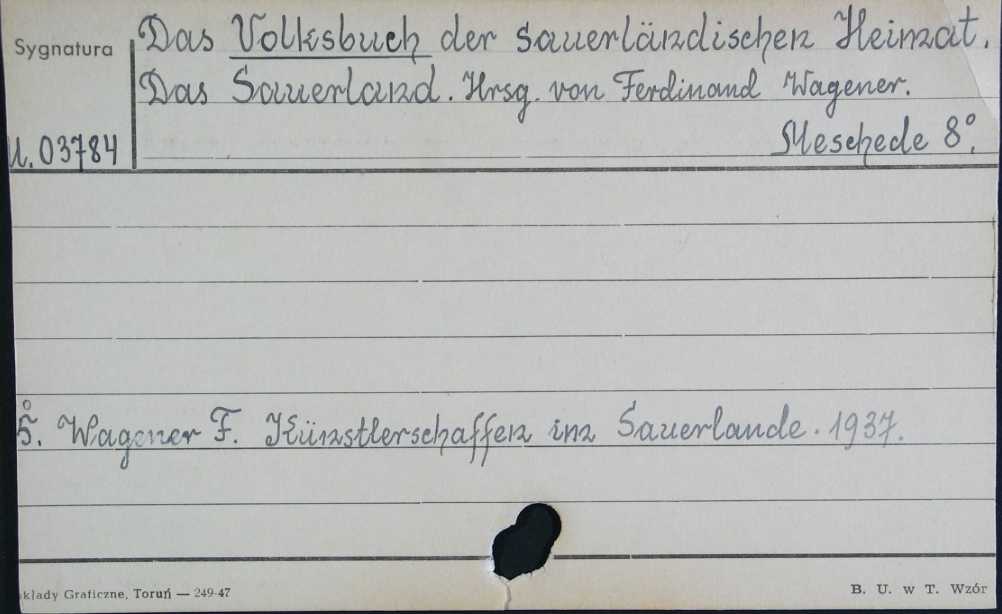 Sygnatura
Das Volksbuch der Sauerländischen Heimat.
Das Sauerland. Hrsg. von Ferdinand Wagener.
Meschede 8°.
U. 03784
5. Wagener F. Künstlerschaffen im Sauerlande. 1937.
kłady Graficzne, Toruń — 249-47
B. U. w T. Wzór